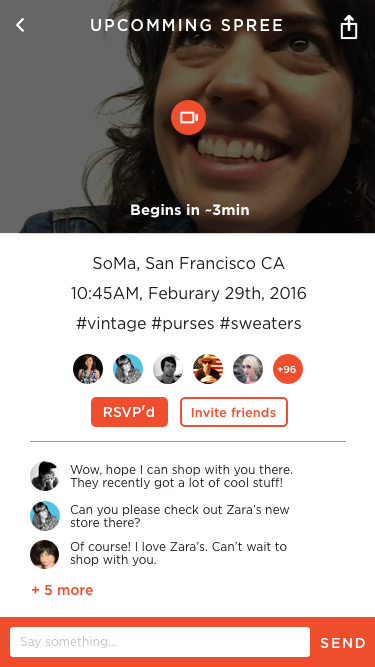 UPCOMMING SPREE
Begins in ~3min
SoMa, San Francisco CA
10:45AM, Feburary 29th, 2016
#vintage #purses #sweaters
+96
RSVP'd
Invite friends
Wow, hope I can shop with you there.
They recently got a lot of cool stuff!
Can you please check out Zara’s new
store there?
Of course! I love Zara’s. Can’t wait to
shop with you.
+ 5 more
Say something...
SEND